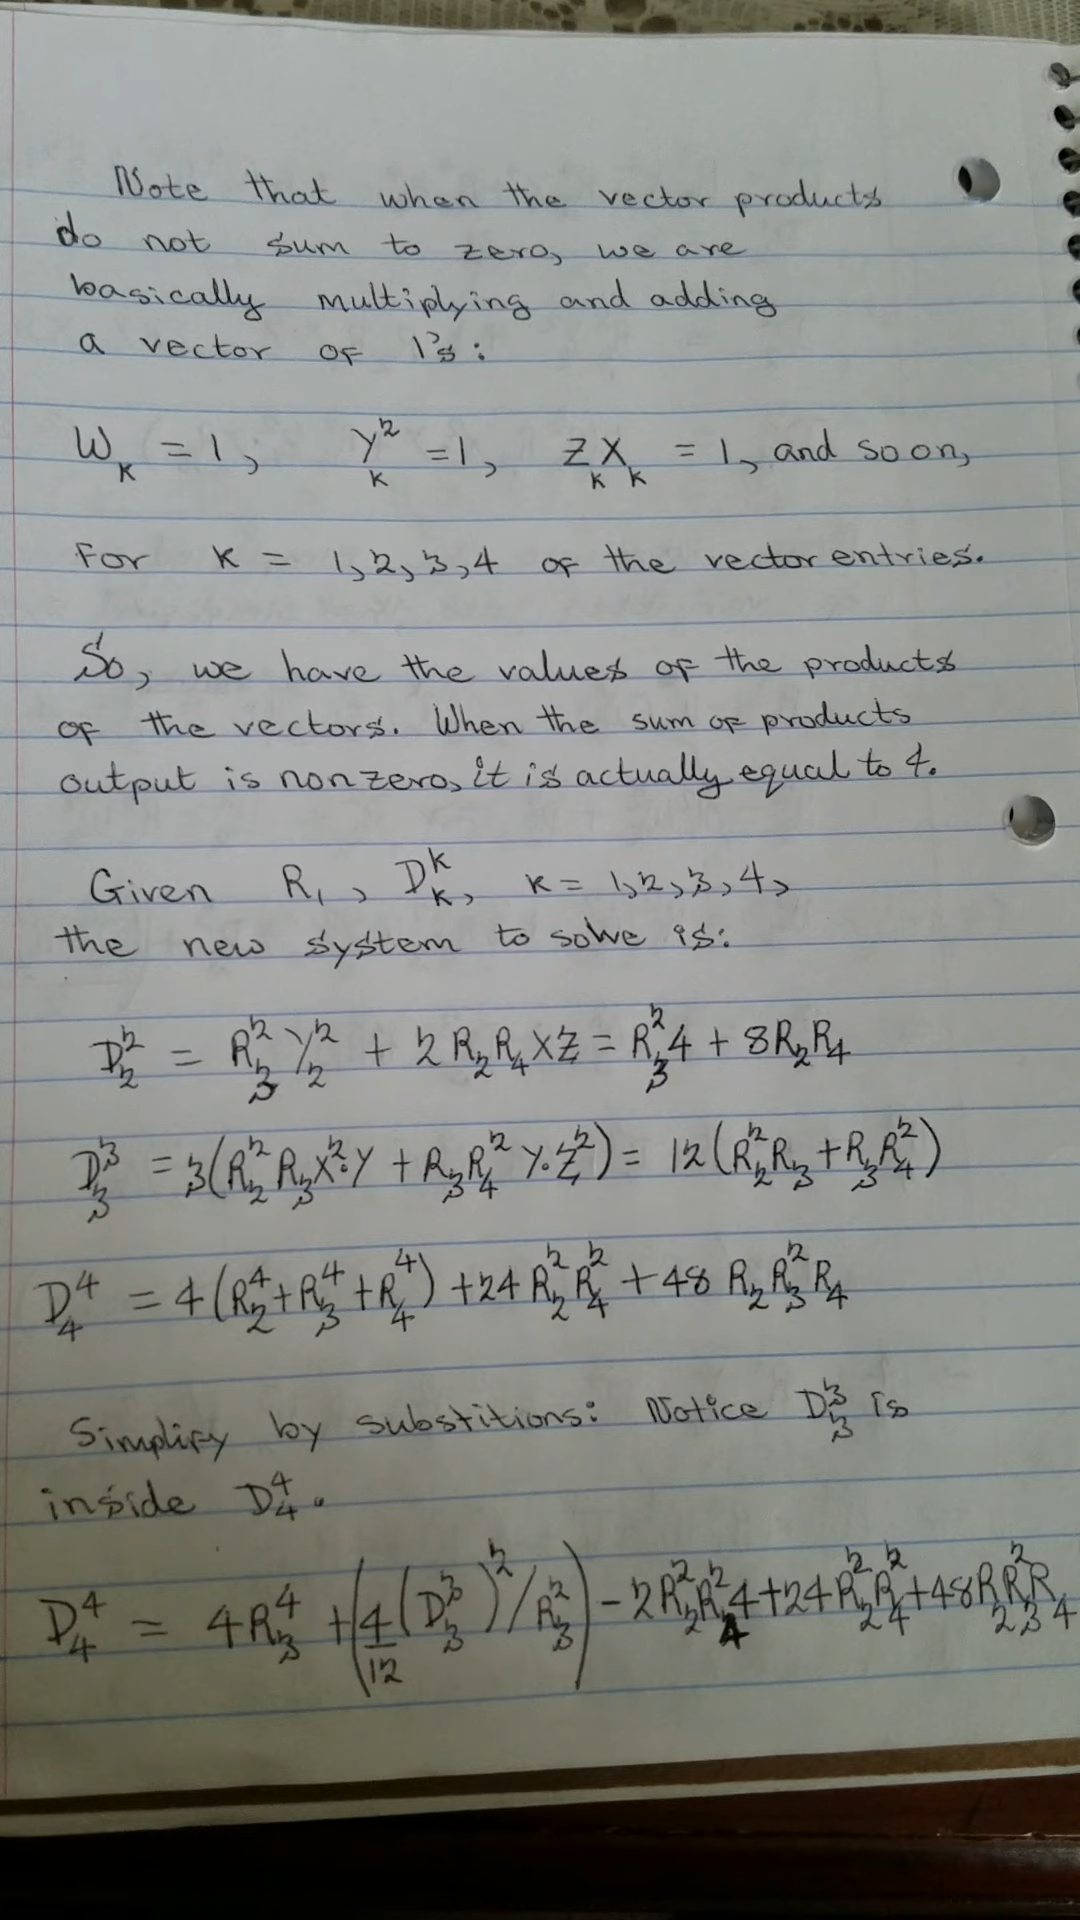 Note that when the vector products
do not sum to zero, we are
basically multiplying and adding
a vector of 1's:
W_k = 1, Y_k^2 = 1, Z_k X_k = 1, and so on,
For k = 1,2,3,4 of the vector entries.
So, we have the values of the products
of the vectors. When the sum of products
output is nonzero, it is actually equal to 4.
Given R_1, D_k^k, k = 1,2,3,4,
the new system to solve is:
D_2^2 = R_3^2 Y_2^2 + 2 R_2 R_4 X Z = R_3^2 4 + 8 R_2 R_4
D_3^3 = 3(R_2^2 R_3 X^2·Y + R_3 R_4^2 Y·Z^2) = 12(R_2^2 R_3 + R_3 R_4^2)
D_4^4 = 4(R_2^4 + R_3^4 + R_4^4) + 24 R_2^2 R_4^2 + 48 R_2 R_3^2 R_4
Simplify by substitions: Notice D_3^3 is
inside D_4^4.
D_4^4 = 4R_3^4 + (4/12 (D_3^3)^2 / R_3^2) - 2R_2^2 R_4^2 4 + 24 R_2^2 R_4^2 + 48 R_2 R_3^2 R_4